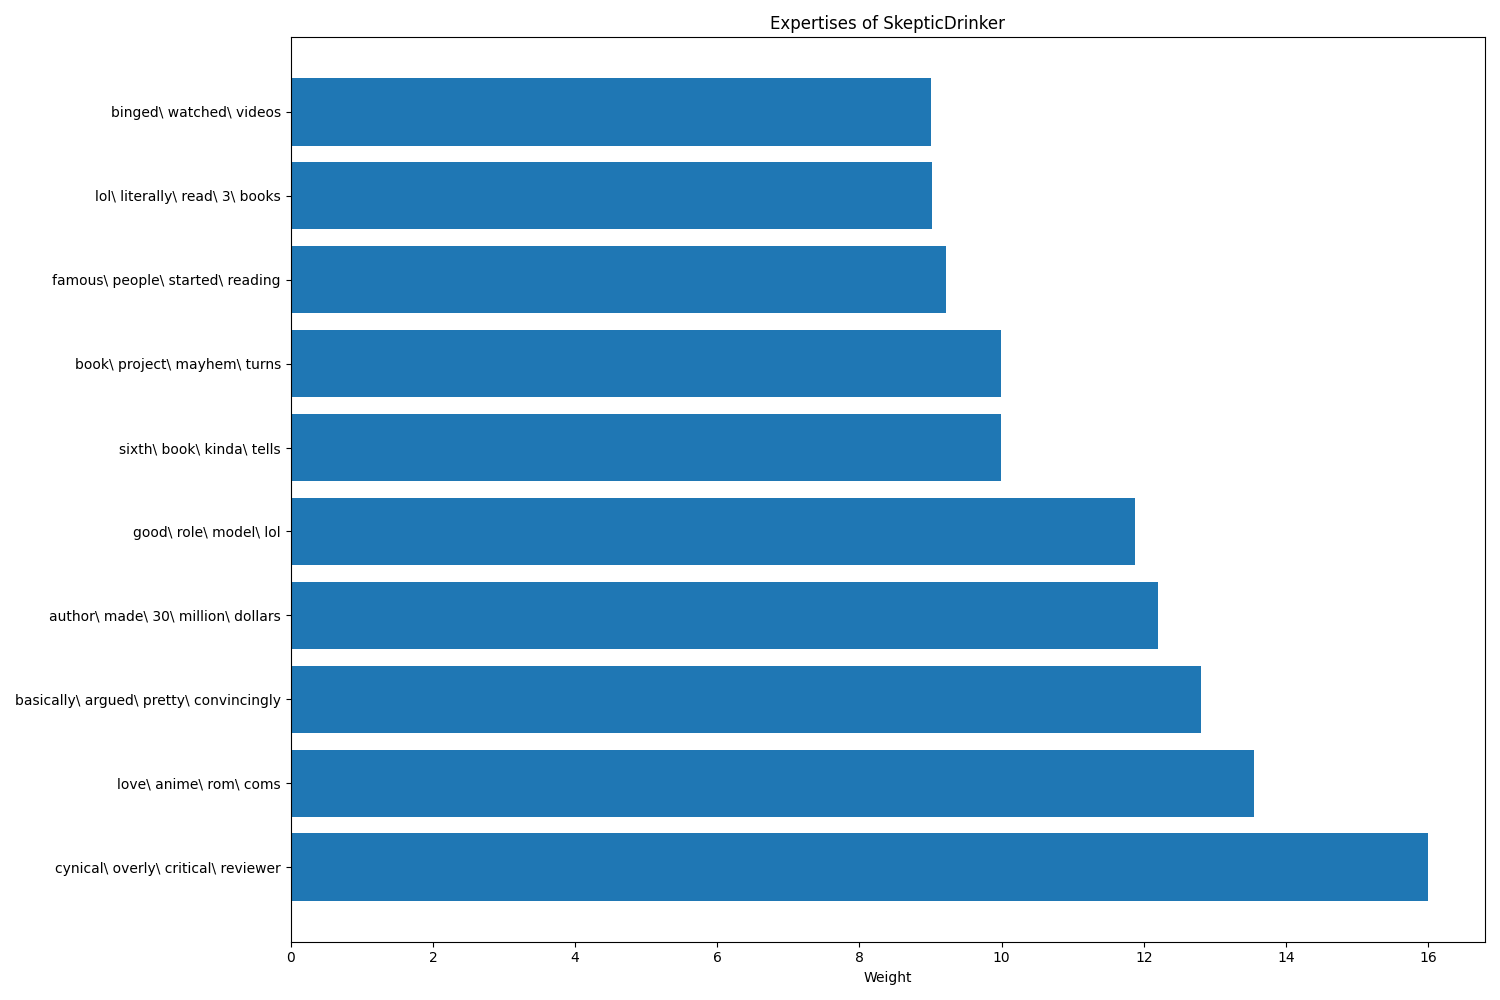 Expertises of SkepticDrinker
binged\ watched\ videos
lol\ literally\ read\ 3\ books
famous\ people\ started\ reading
book\ project\ mayhem\ turns
sixth\ book\ kinda\ tells
good\ role\ model\ lol
author\ made\ 30\ million\ dollars
basically\ argued\ pretty\ convincingly
love\ anime\ rom\ coms
cynical\ overly\ critical\ reviewer
0 2 4 6 8 10 12 14 16
Weight